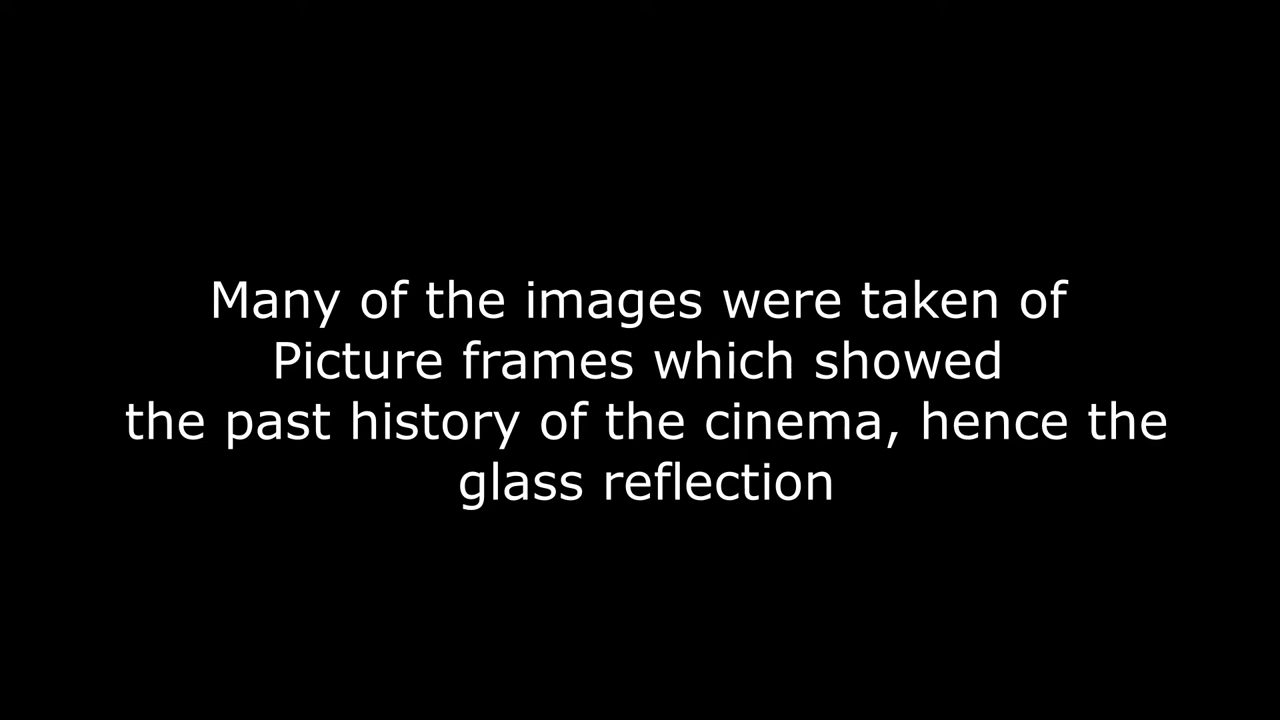 Many of the images were taken of
Picture frames which showed
the past history of the cinema, hence the
glass reflection